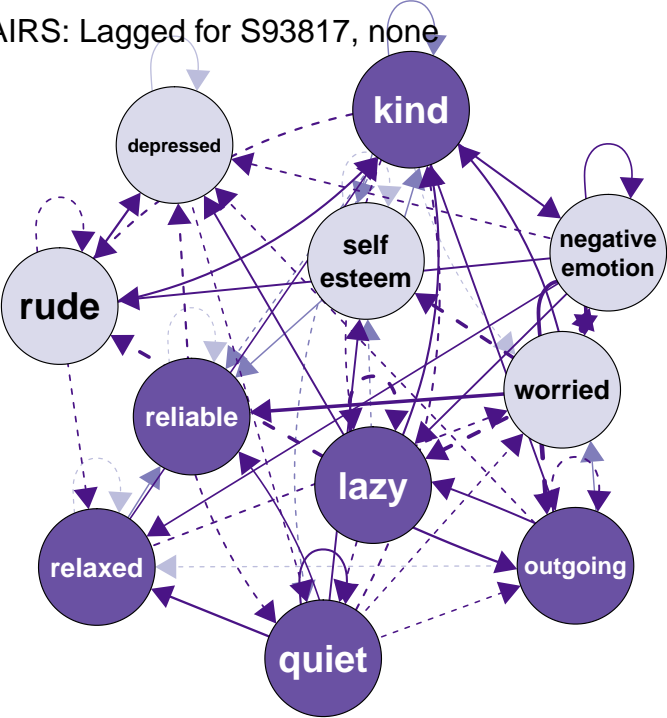 AIRS: Lagged for S93817, none
kind
depressed
self
esteem
negative
emotion
rude
worried
reliable
lazy
relaxed
outgoing
quiet